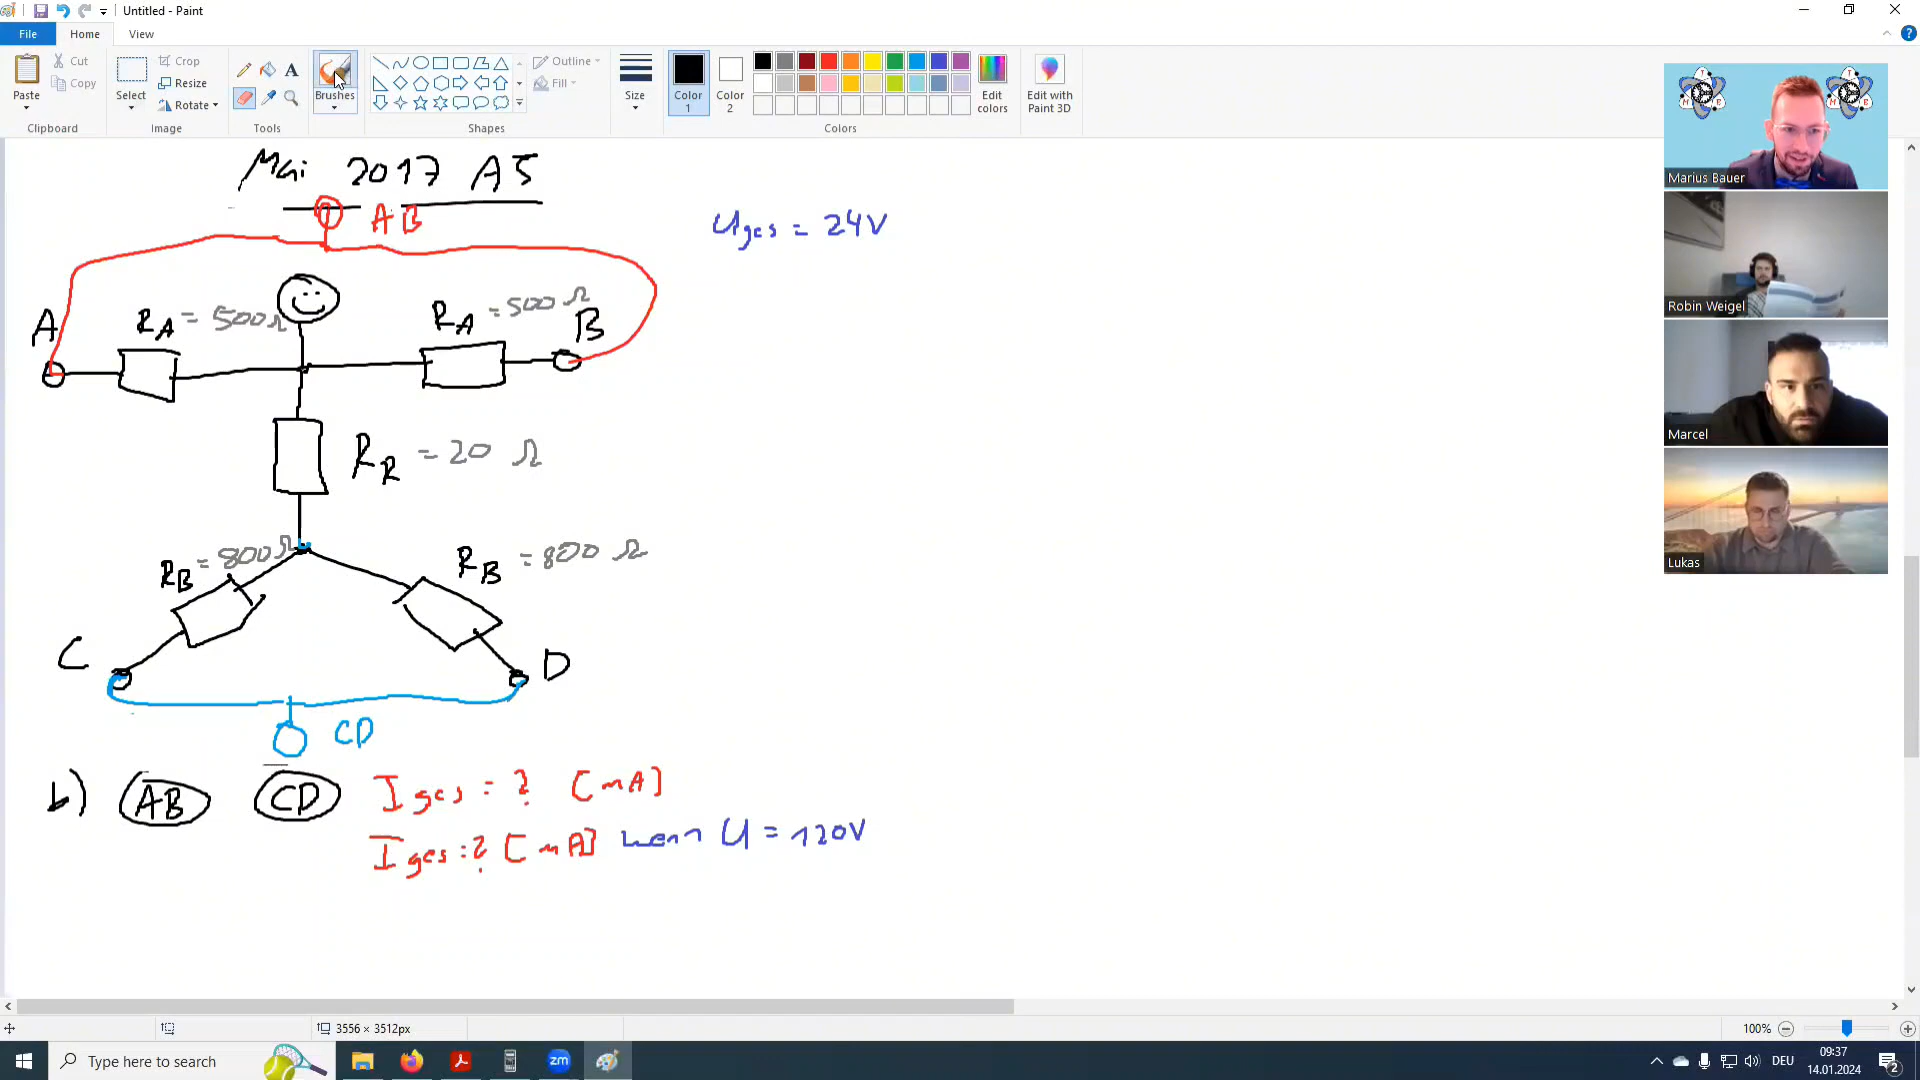 Untitled - Paint
File Home View
Paste
Cut
Copy
Clipboard
Select
Crop
Resize
Rotate
Image
Tools
Brushes
Shapes
Outline
Fill
Size
Color 1
Color 2
Colors
Edit colors
Edit with Paint 3D
Mai 2017 A5
AB
Uges = 24V
A
RA = 500Ω
RA = 500 Ω
B
RR = 20 Ω
RB = 800Ω
RB = 800 Ω
C
D
CD
b) AB CD Iges = ? [mA]
Iges = ? [mA] wenn U = 120V
Marius Bauer
Robin Weigel
Marcel
Lukas
M T B
M T B
3556 × 3512px
100%
Type here to search
zm
DEU
09:37
14.01.2024
2